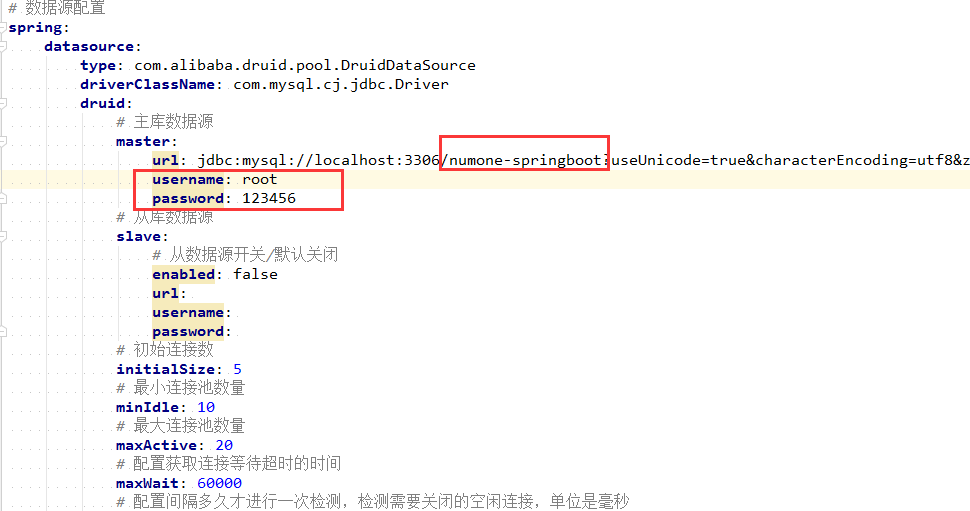 # 数据源配置
spring:
datasource:
type: com.alibaba.druid.pool.DruidDataSource
driverClassName: com.mysql.cj.jdbc.Driver
druid:
# 主库数据源
master:
url: jdbc:mysql://localhost:3306/numone-springboot?useUnicode=true&characterEncoding=utf8&z
username: root
password: 123456
# 从库数据源
slave:
# 从数据源开关/默认关闭
enabled: false
url:
username:
password:
# 初始连接数
initialSize: 5
# 最小连接池数量
minIdle: 10
# 最大连接池数量
maxActive: 20
# 配置获取连接等待超时的时间
maxWait: 60000
# 配置间隔多久才进行一次检测，检测需要关闭的空闲连接，单位是毫秒